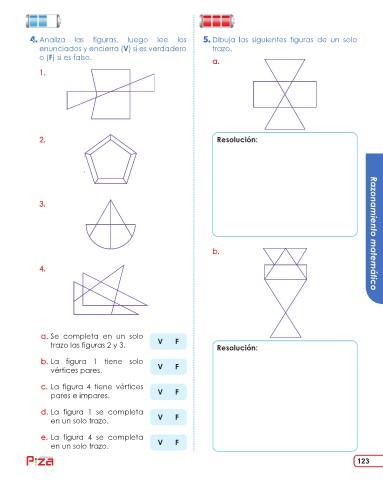 4. Analiza las figuras, luego lee los
enunciados y encierra (V) si es verdadero
o (F) si es falso.
1.
2.
3.
4.
a. Se completa en un solo
trazo las figuras 2 y 3.
V F
b. La figura 1 tiene solo
vértices pares.
V F
c. La figura 4 tiene vértices
pares e impares.
V F
d. La figura 1 se completa
en un solo trazo.
V F
e. La figura 4 se completa
en un solo trazo.
V F
5. Dibuja las siguientes figuras de un solo
trazo.
a.
Resolución:
b.
Resolución:
Razonamiento matemático
Piza
123